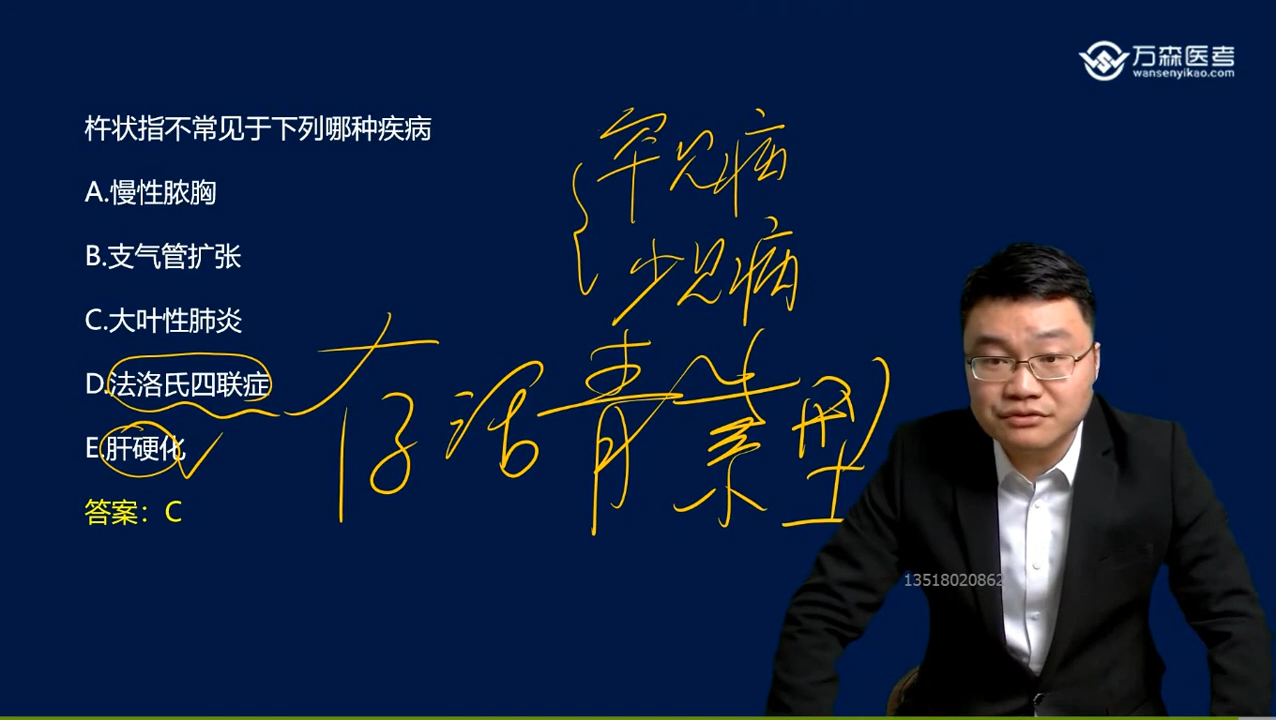 万森医考
wansenyikao.com
杵状指不常见于下列哪种疾病
A.慢性脓胸
B.支气管扩张
C.大叶性肺炎
D.法洛氏四联症
E.肝硬化
答案：C
罕见病
少见病
存活青紫型
13518020862